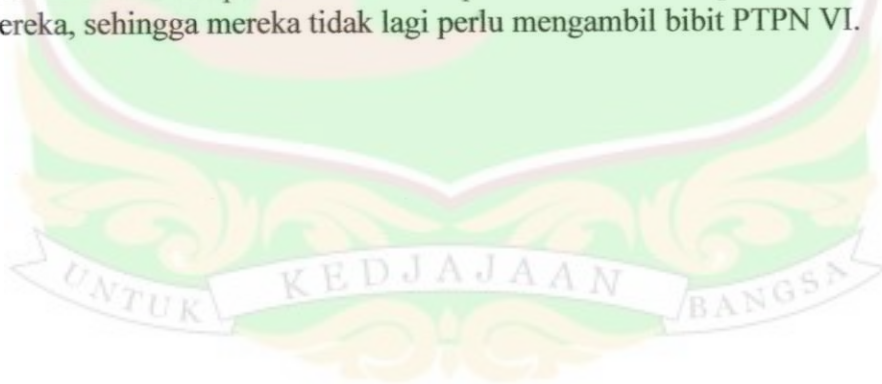 ereka, sehingga mereka tidak lagi perlu mengambil bibit PTPN VI.
UNTUK KEDJAJAAN BANGSA